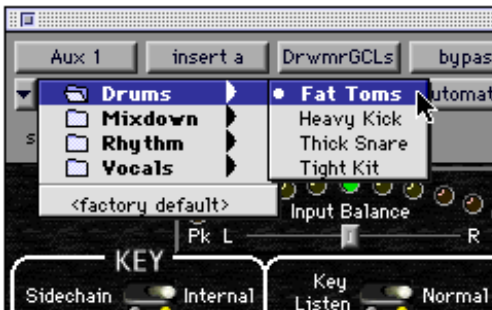 Aux 1 insert a DrwmrGCLs bypas
Drums Fat Toms utomat
Mixdown Heavy Kick
s Rhythm Thick Snare
Vocals Tight Kit
<factory default>
Input Balance
Pk L R
KEY
Sidechain Internal Key Listen Normal